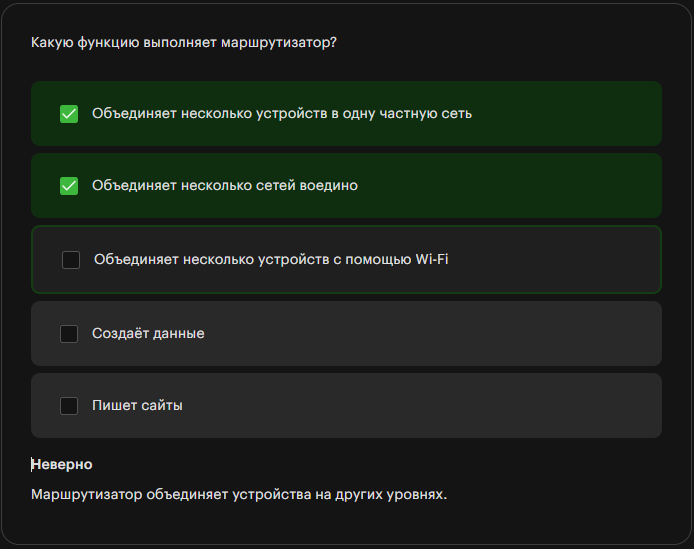 Какую функцию выполняет маршрутизатор?
Объединяет несколько устройств в одну частную сеть
Объединяет несколько сетей воедино
Объединяет несколько устройств с помощью Wi-Fi
Создаёт данные
Пишет сайты
Неверно
Маршрутизатор объединяет устройства на других уровнях.